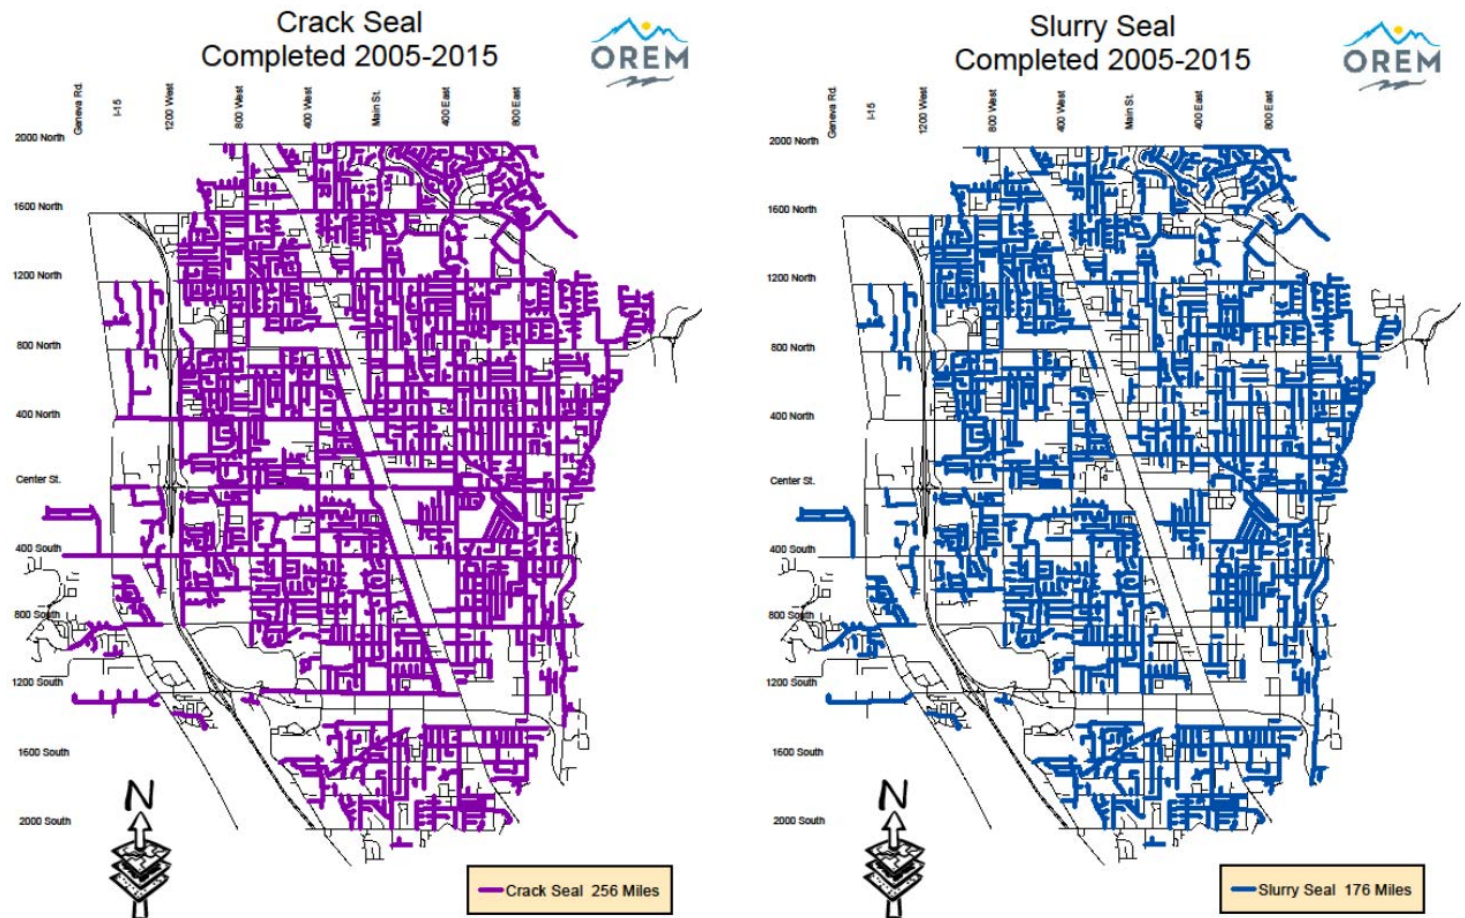 Crack Seal
Completed 2005-2015
OREM
Geneva Rd.
I-15
1200 West
800 West
400 West
Main St.
400 East
800 East
2000 North
1600 North
1200 North
800 North
400 North
Center St.
400 South
800 South
1200 South
1600 South
2000 South
N
Crack Seal 256 Miles
Slurry Seal
Completed 2005-2015
OREM
Geneva Rd.
I-15
1200 West
800 West
400 West
Main St.
400 East
800 East
2000 North
1600 North
1200 North
800 North
400 North
Center St.
400 South
800 South
1200 South
1600 South
2000 South
N
Slurry Seal 176 Miles